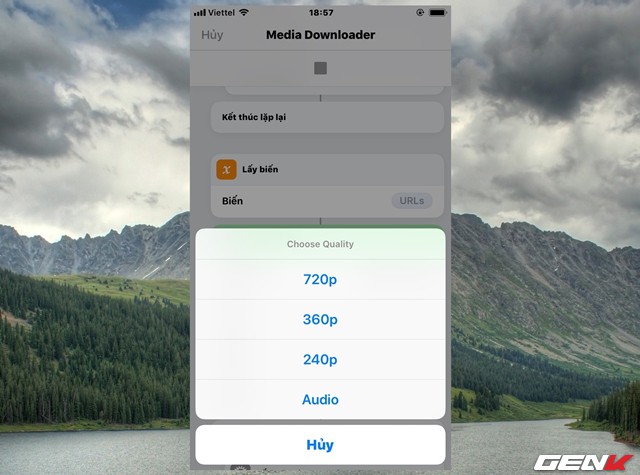 Viettel 18:57
Hủy Media Downloader
Kết thúc lặp lại
x Lấy biến
Biến URLs
Choose Quality
720p
360p
240p
Audio
Hủy
GENK